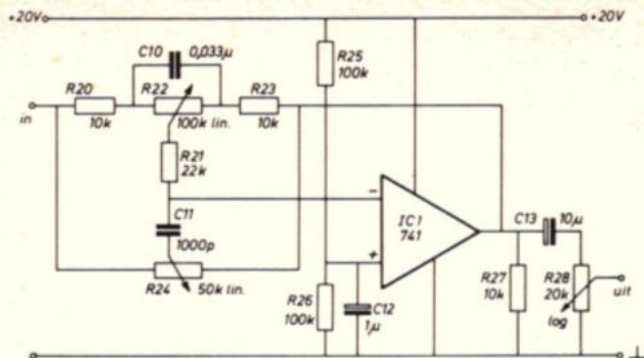 +20V
+20V
C10
0,033µ
R25
100k
R20
10k
R22
100k lin.
R23
10k
in
R21
22k
C11
1000p
-
+
IC1
741
C13
10µ
R24
50k lin.
R26
100k
C12
1µ
R27
10k
R28
20k
log
uit